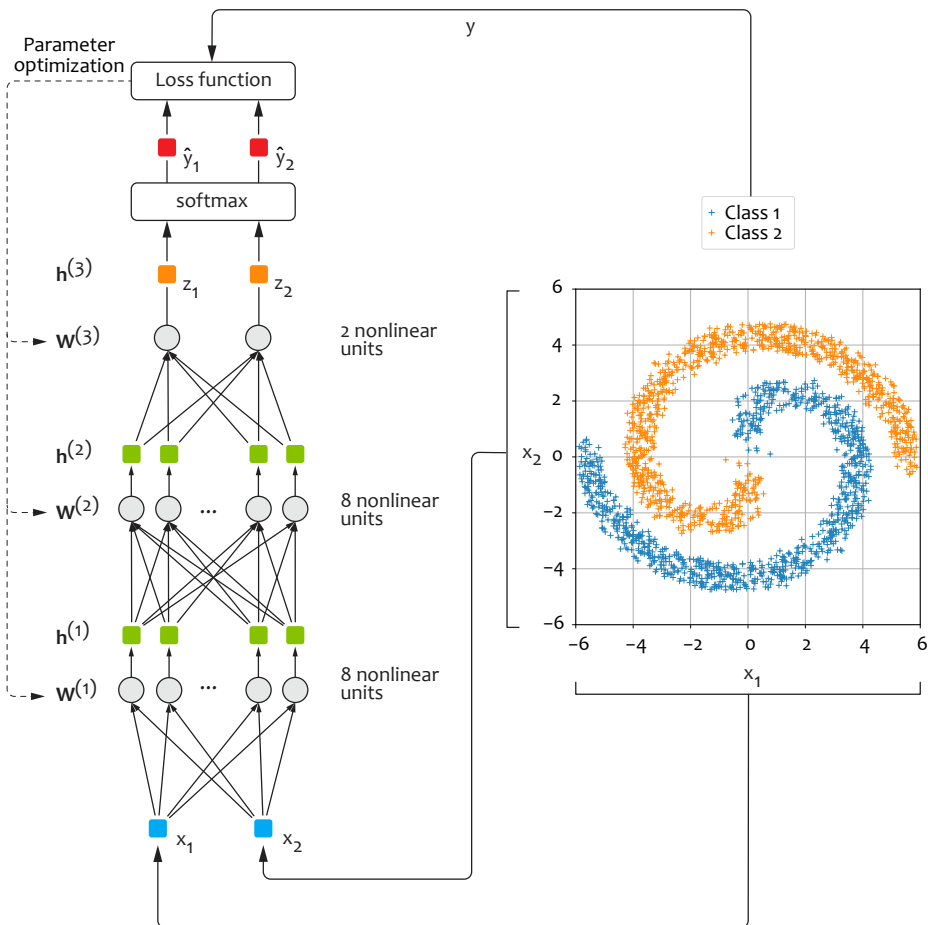 y
Parameter
optimization
Loss function
ŷ₁
ŷ₂
softmax
h⁽³⁾
z₁
z₂
W⁽³⁾
2 nonlinear
units
h⁽²⁾
W⁽²⁾
...
8 nonlinear
units
h⁽¹⁾
W⁽¹⁾
...
8 nonlinear
units
x₁
x₂
+ Class 1
+ Class 2
6
4
2
x₂ 0
−2
−4
−6
−6 −4 −2 0 2 4 6
x₁